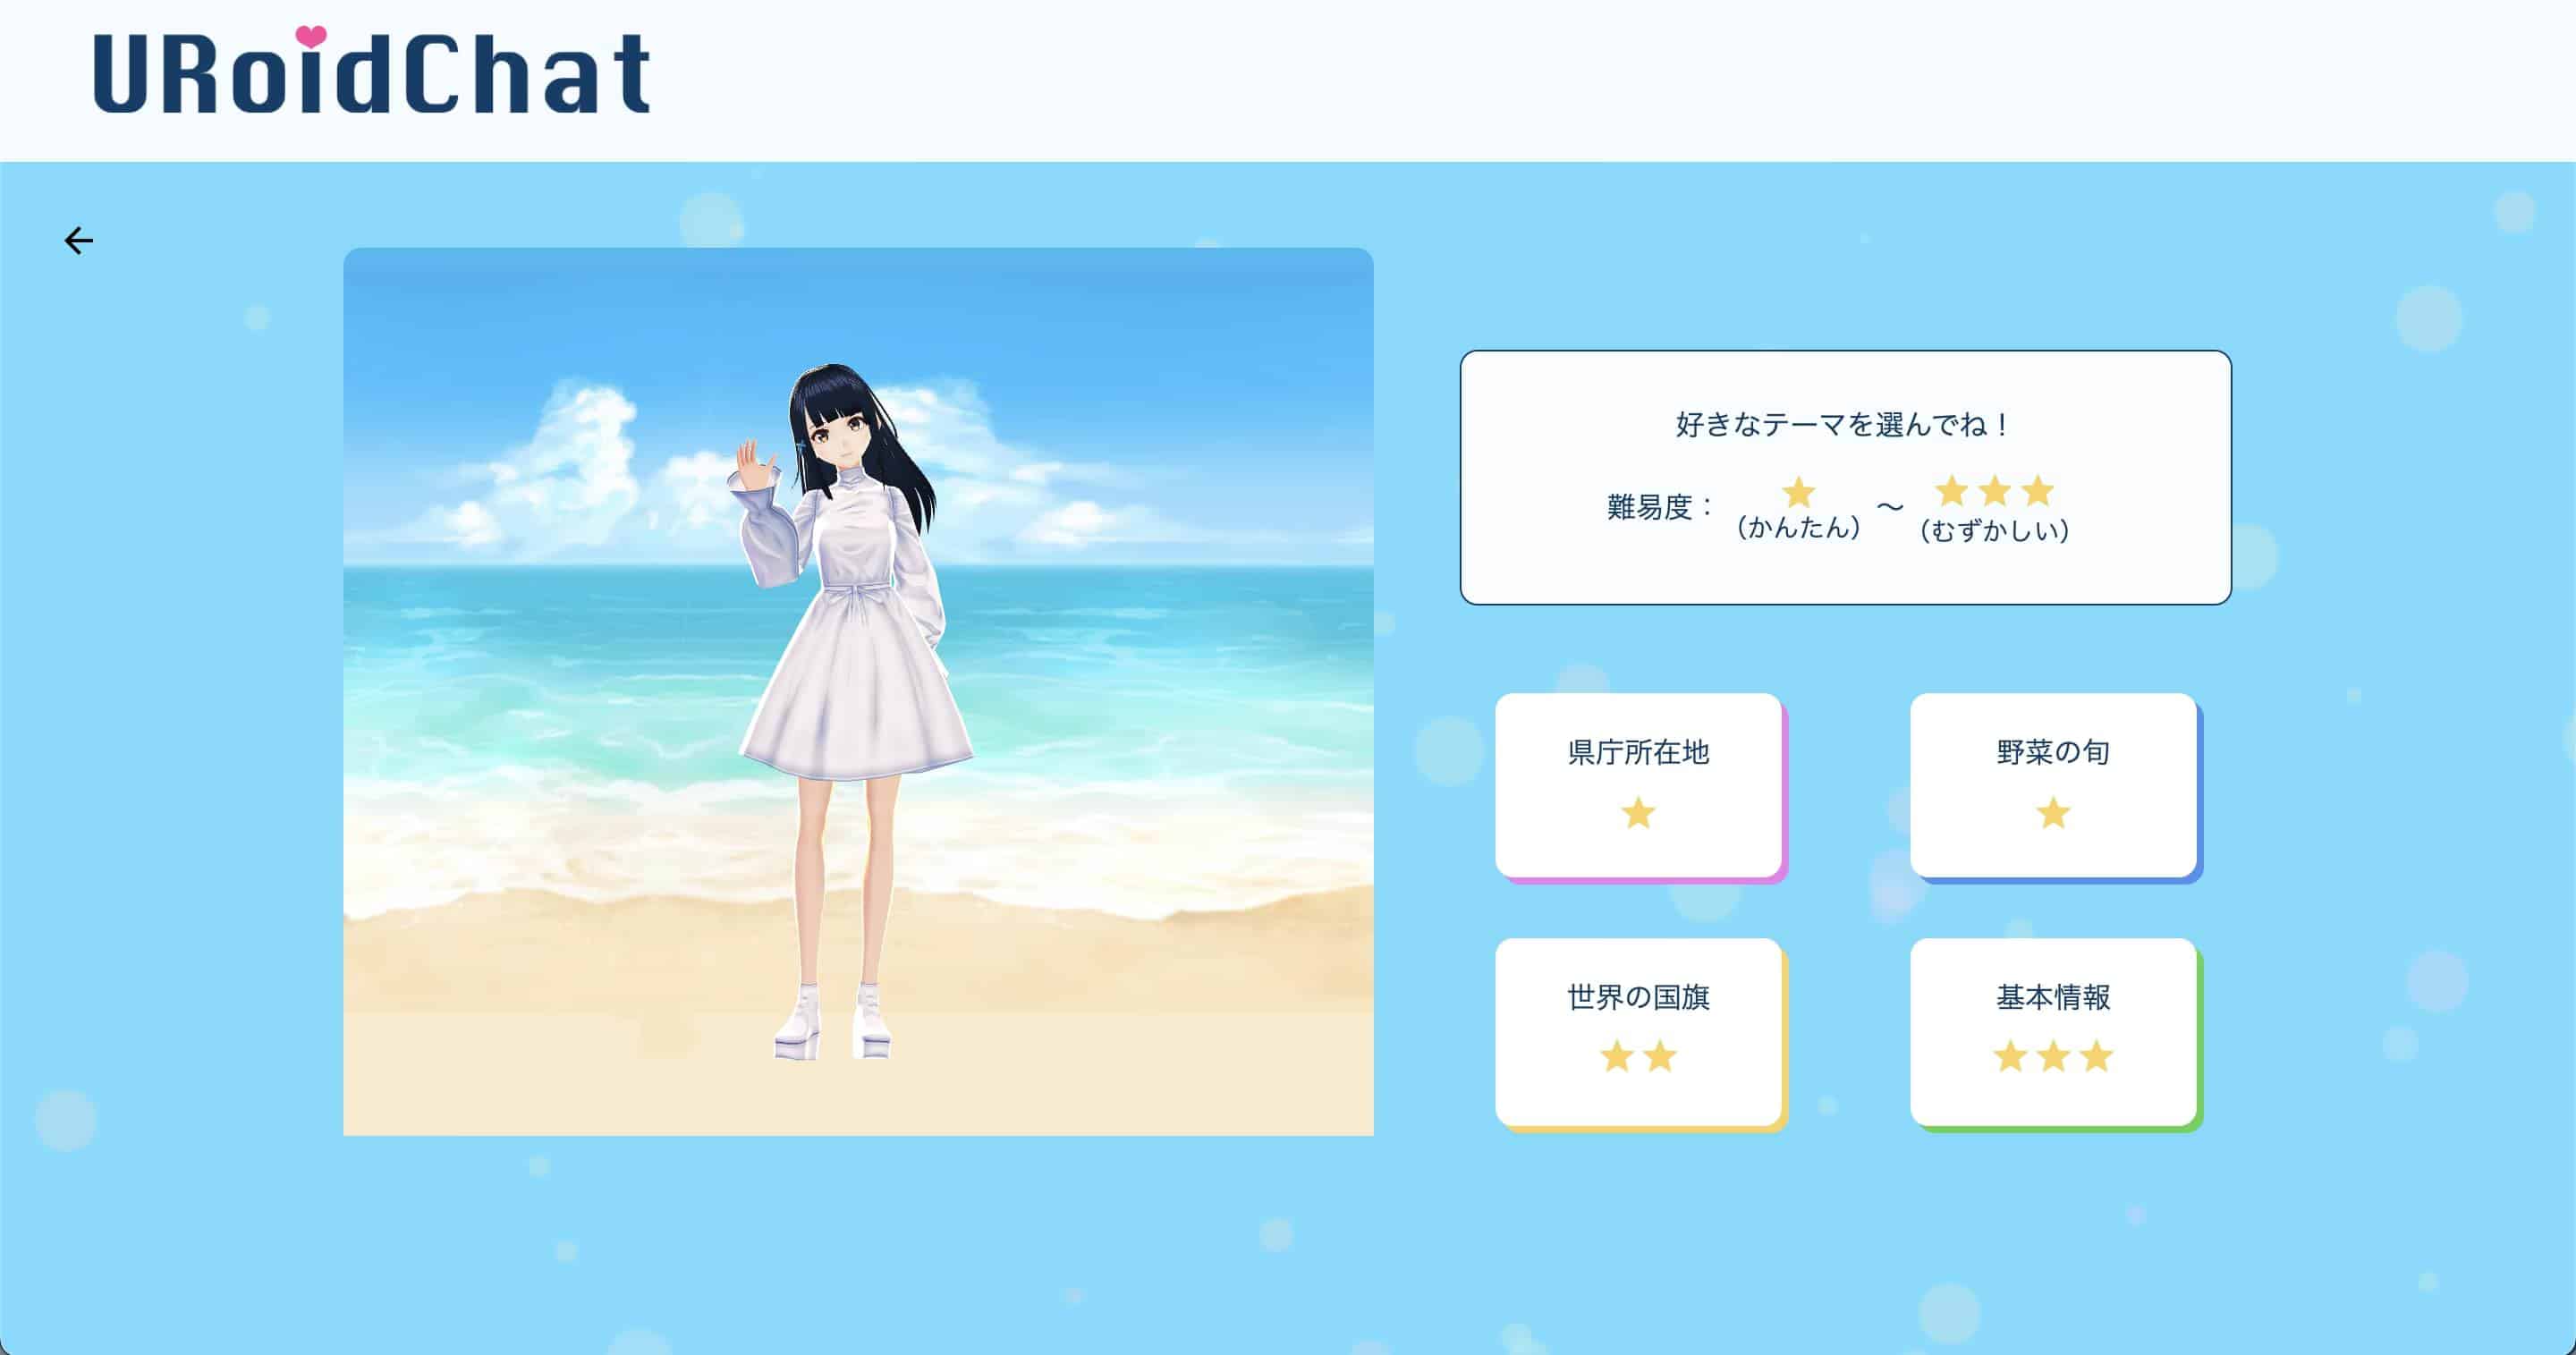 URoidChat
好きなテーマを選んでね！
難易度： ～
（かんたん） （むずかしい）
県庁所在地
野菜の旬
世界の国旗
基本情報